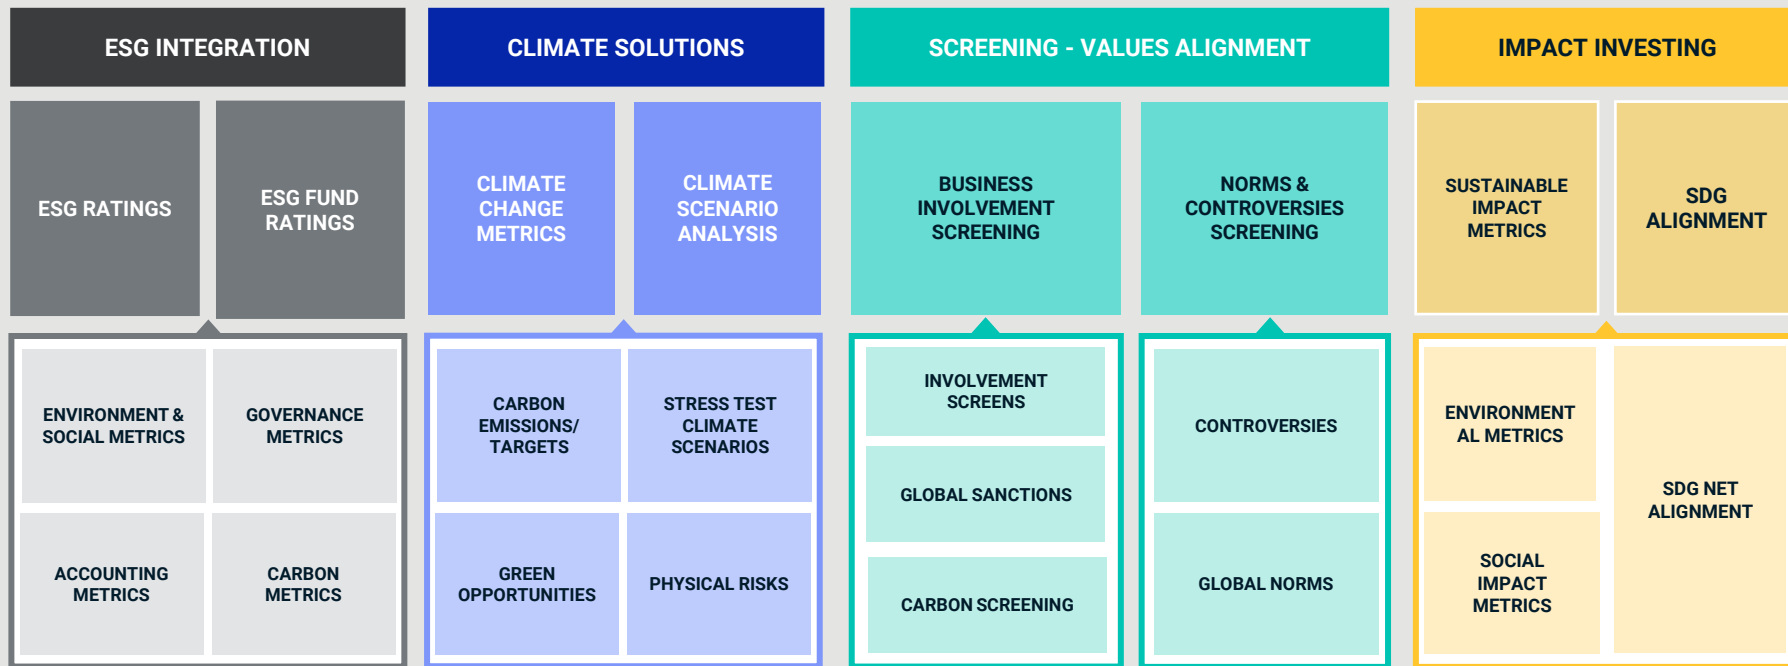 ESG INTEGRATION
CLIMATE SOLUTIONS
SCREENING - VALUES ALIGNMENT
IMPACT INVESTING
ESG RATINGS
ESG FUND
RATINGS
CLIMATE
CHANGE
METRICS
CLIMATE
SCENARIO
ANALYSIS
BUSINESS
INVOLVEMENT
SCREENING
NORMS &
CONTROVERSIES
SCREENING
SUSTAINABLE
IMPACT
METRICS
SDG
ALIGNMENT
ENVIRONMENT &
SOCIAL METRICS
GOVERNANCE
METRICS
ACCOUNTING
METRICS
CARBON
METRICS
CARBON
EMISSIONS/
TARGETS
STRESS TEST
CLIMATE
SCENARIOS
GREEN
OPPORTUNITIES
PHYSICAL RISKS
INVOLVEMENT
SCREENS
GLOBAL SANCTIONS
CARBON SCREENING
CONTROVERSIES
GLOBAL NORMS
ENVIRONMENT
AL METRICS
SOCIAL
IMPACT
METRICS
SDG NET
ALIGNMENT